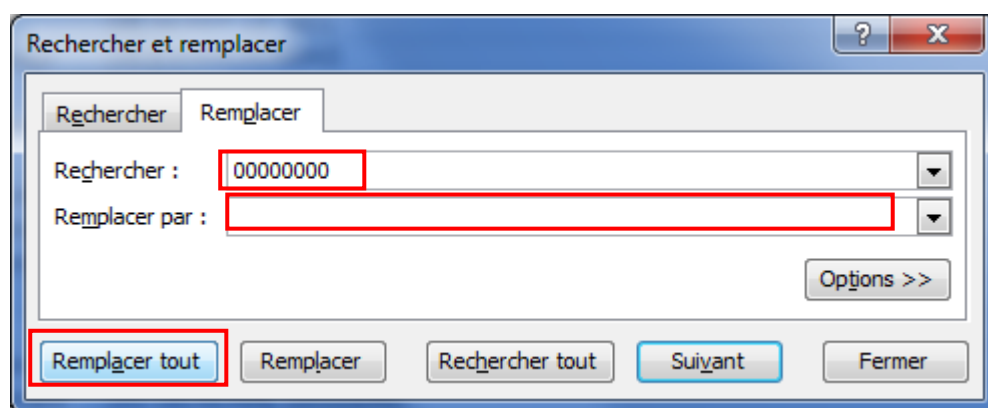 Rechercher et remplacer
Rechercher Remplacer
Rechercher : 00000000
Remplacer par :
Options >>
Remplacer tout Remplacer Rechercher tout Suivant Fermer